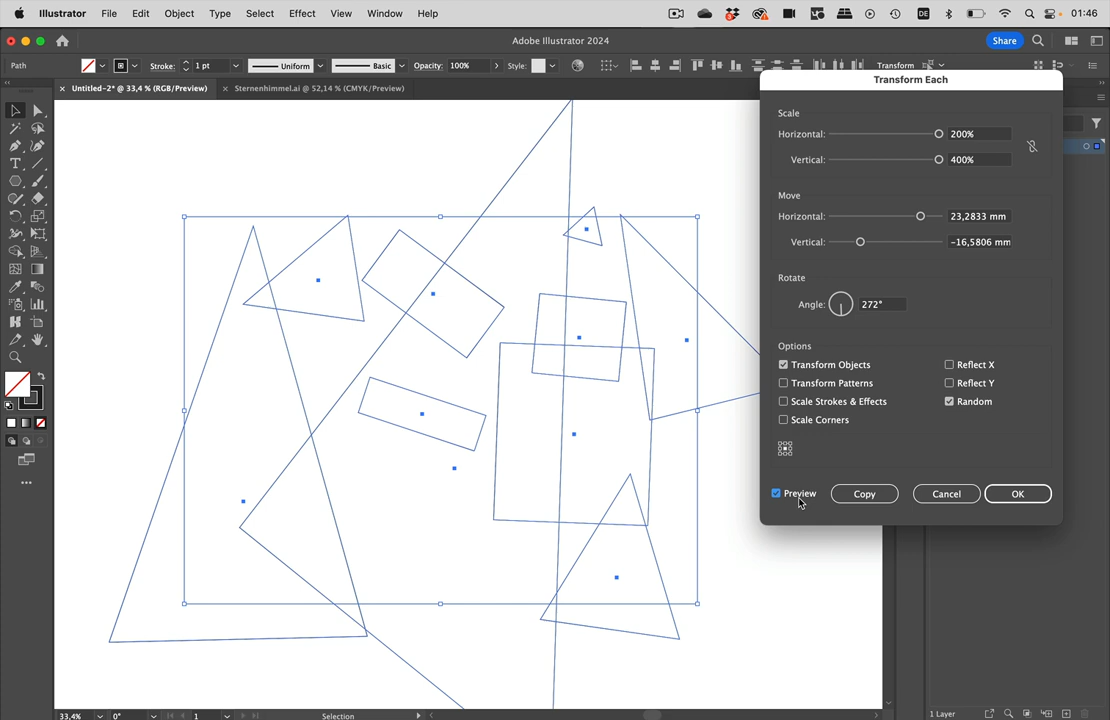 Illustrator File Edit Object Type Select Effect View Window Help DE 01:46
Adobe Illustrator 2024 Share
Path Stroke: 1 pt Uniform Basic Opacity: 100% Style: Transform
× Untitled-2* @ 33,4 % (RGB/Preview) × Sternenhimmel.ai @ 52,14 % (CMYK/Preview)
Transform Each
Scale
Horizontal: 200%
Vertical: 400%
Move
Horizontal: 23,2833 mm
Vertical: -16,5806 mm
Rotate
Angle: 272°
Options
Transform Objects Reflect X
Transform Patterns Reflect Y
Scale Strokes & Effects Random
Scale Corners
Preview Copy Cancel OK
33,4% 0° 1 Selection 1 Layer